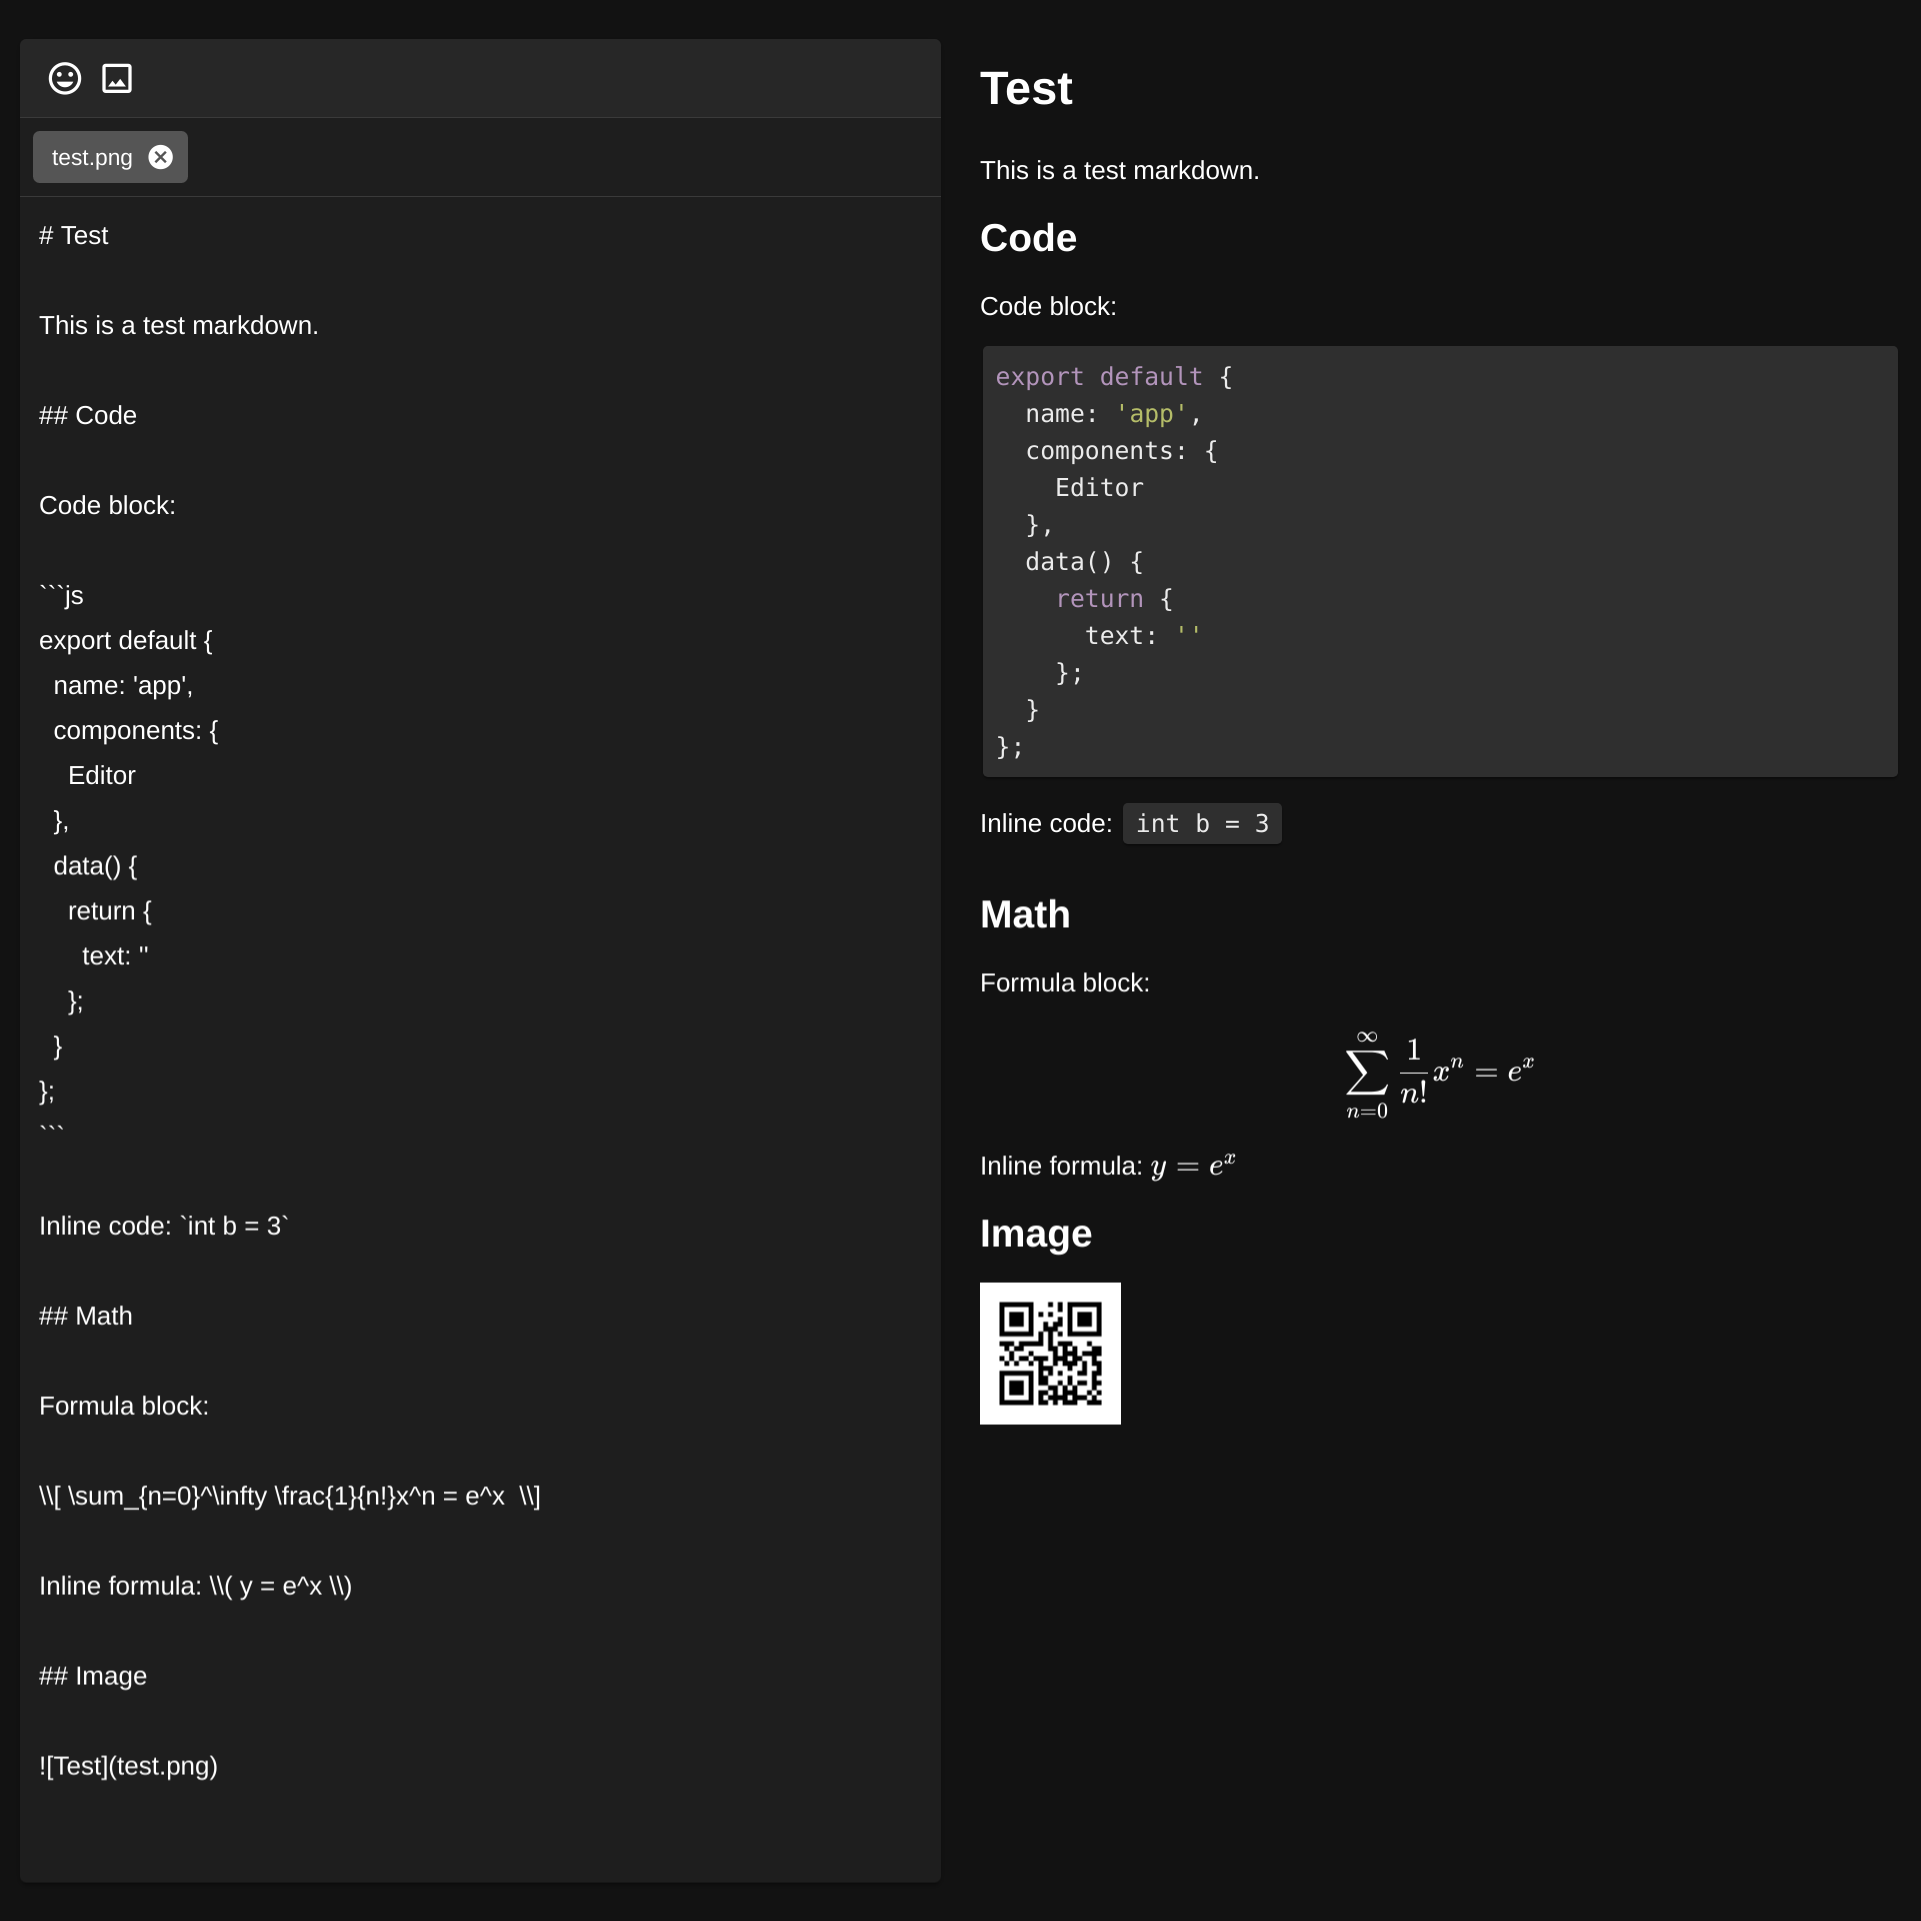 test.png
# Test
This is a test markdown.
## Code
Code block:
```js
export default {
  name: 'app',
  components: {
    Editor
  },
  data() {
    return {
      text: ''
    };
  }
};
```
Inline code: `int b = 3`
## Math
Formula block:
\\[ \sum_{n=0}^\infty \frac{1}{n!}x^n = e^x  \\]
Inline formula: \\( y = e^x \\)
## Image
![Test](test.png)
Test
This is a test markdown.
Code
Code block:
export default {
  name: 'app',
  components: {
    Editor
  },
  data() {
    return {
      text: ''
    };
  }
};
Inline code: int b = 3
Math
Formula block:
\sum_{n=0}^{\infty} \frac{1}{n!} x^n = e^x
Inline formula: y = e^x
Image